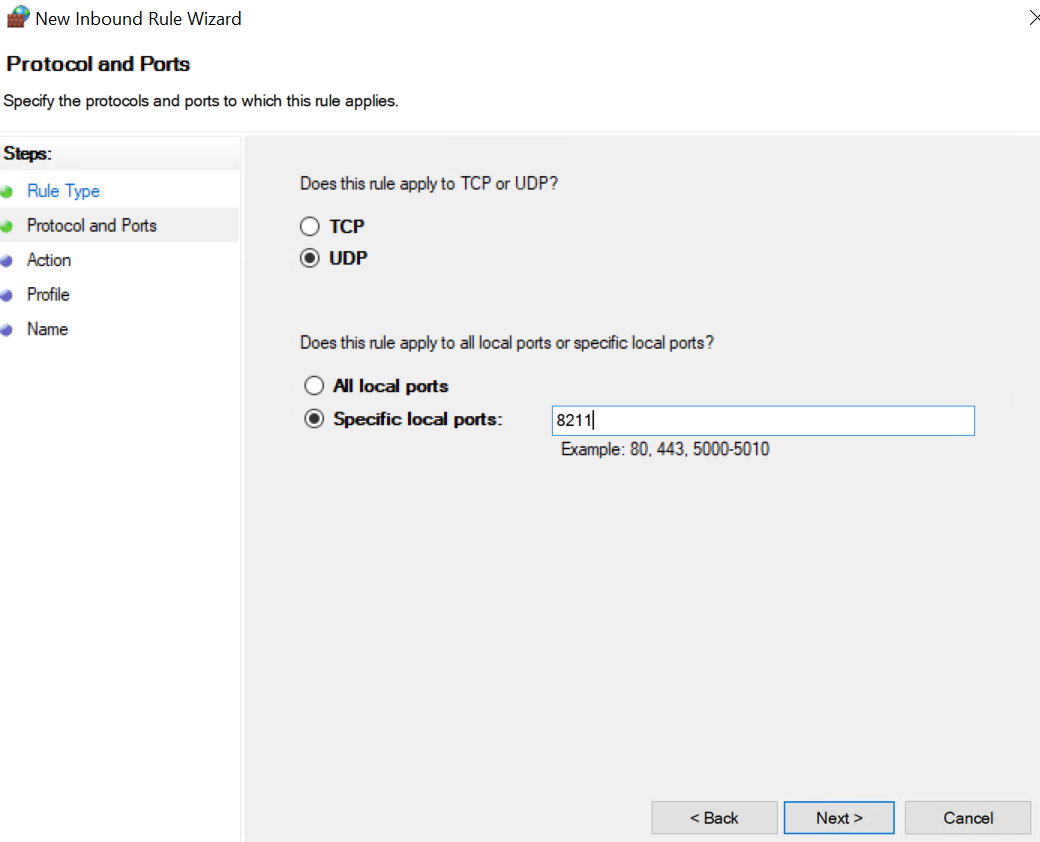 New Inbound Rule Wizard
Protocol and Ports
Specify the protocols and ports to which this rule applies.
Steps:
Rule Type
Protocol and Ports
Action
Profile
Name
Does this rule apply to TCP or UDP?
TCP
UDP
Does this rule apply to all local ports or specific local ports?
All local ports
Specific local ports: 8211
Example: 80, 443, 5000-5010
< Back Next > Cancel